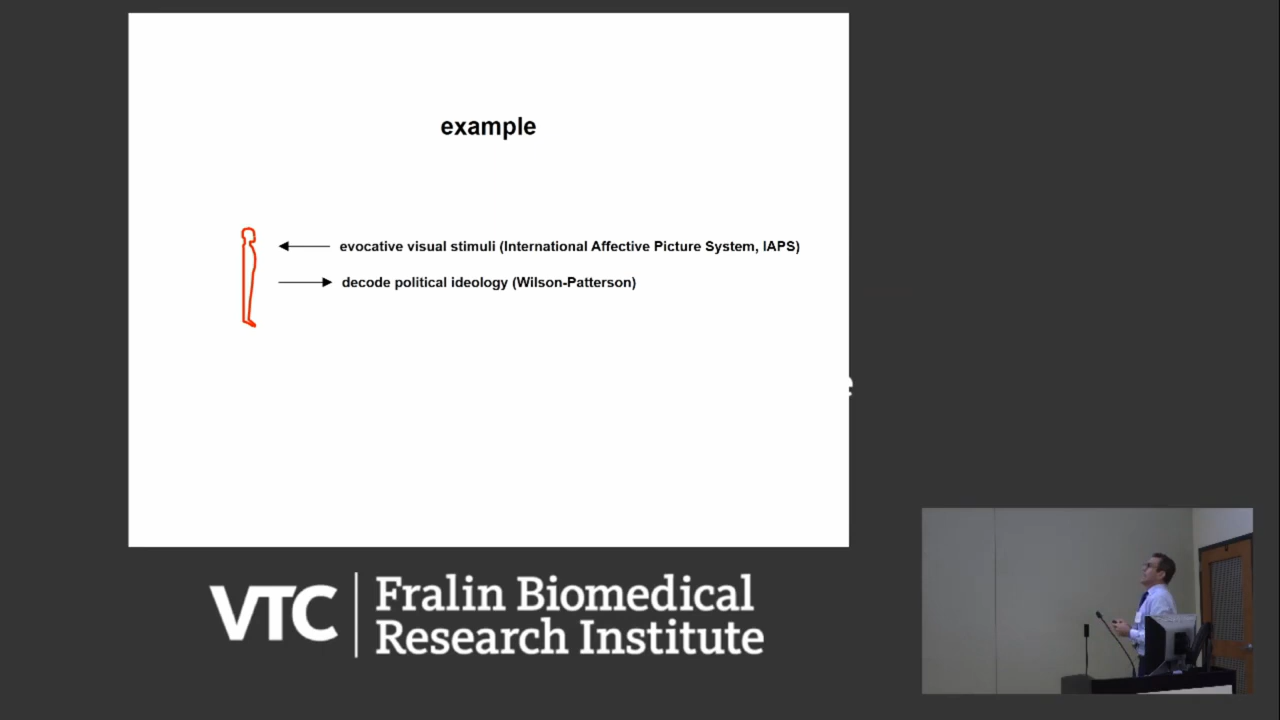 example
evocative visual stimuli (International Affective Picture System, IAPS)
decode political ideology (Wilson-Patterson)
e
VTC
Fralin Biomedical
Research Institute